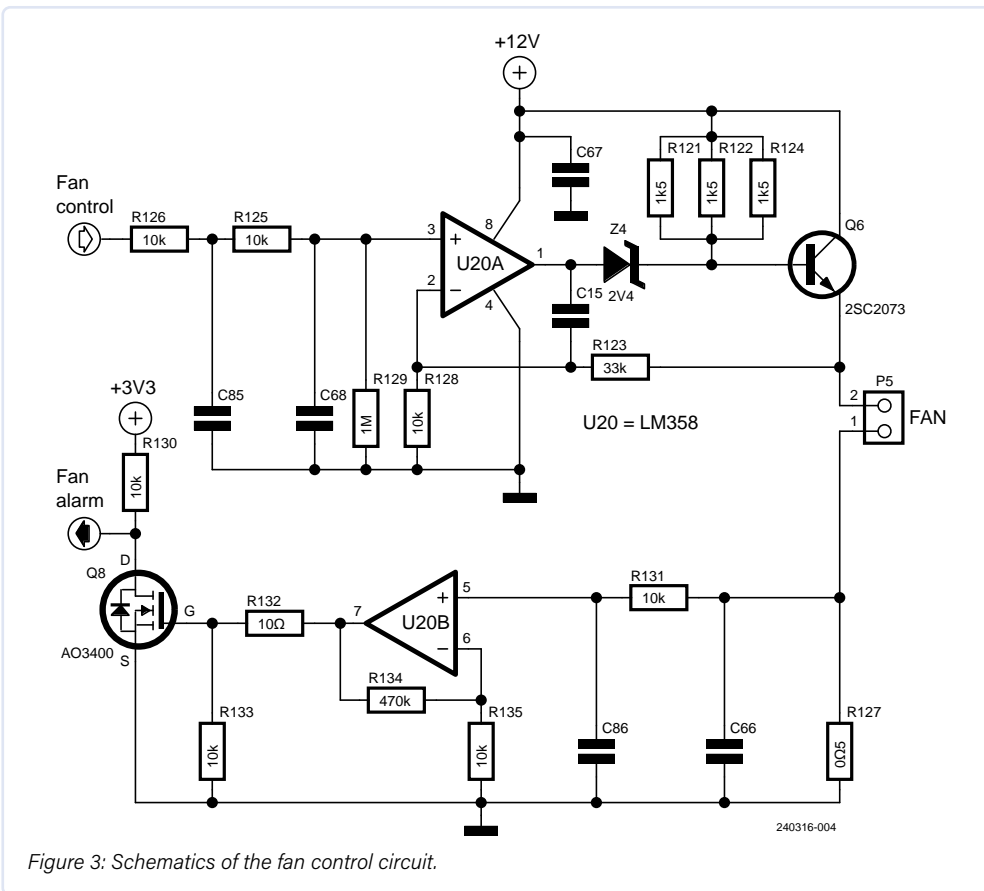 +12V
C67
R121
R122
R124
1k5
1k5
1k5
Fan
control
R126
10k
R125
10k
3
+
8
U20A
1
2
−
4
Z4
2V4
C15
Q6
2SC2073
R123
33k
C85
C68
R129
1M
R128
10k
U20 = LM358
P5
2
1
FAN
+3V3
R130
10k
Fan
alarm
D
Q8
G
S
AO3400
R132
10Ω
7
U20B
+
5
−
6
R131
10k
R134
470k
R133
10k
R135
10k
C86
C66
R127
0Ω5
240316-004
Figure 3: Schematics of the fan control circuit.